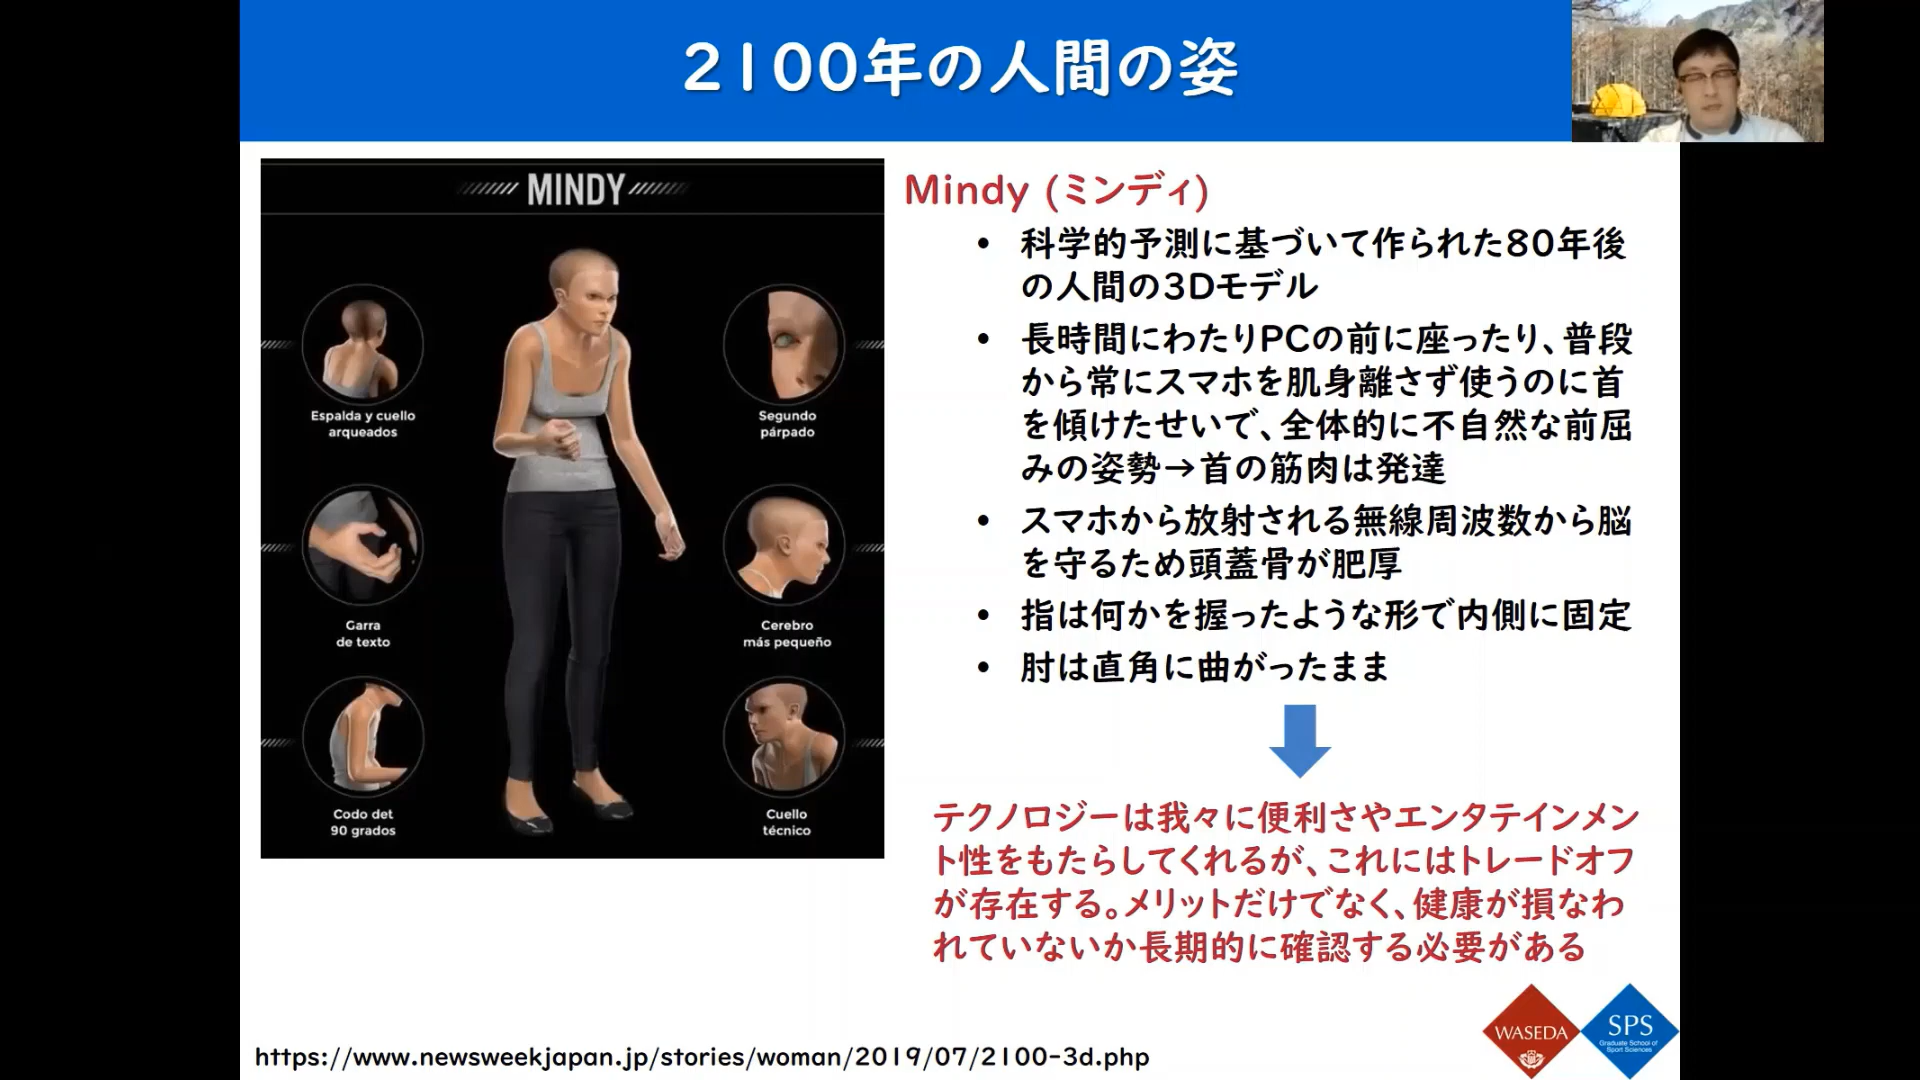 2100年の人間の姿
MINDY
Espalda y cuello
arqueados
Segundo
párpado
Garra
de texto
Cerebro
más pequeño
Codo det
90 grados
Cuello
técnico
Mindy (ミンディ)
• 科学的予測に基づいて作られた80年後
の人間の3Dモデル
• 長時間にわたりPCの前に座ったり、普段
から常にスマホを肌身離さず使うのに首
を傾けたせいで、全体的に不自然な前屈
みの姿勢→首の筋肉は発達
• スマホから放射される無線周波数から脳
を守るため頭蓋骨が肥厚
• 指は何かを握ったような形で内側に固定
• 肘は直角に曲がったまま
テクノロジーは我々に便利さやエンタテインメン
ト性をもたらしてくれるが、これにはトレードオフ
が存在する。メリットだけでなく、健康が損なわ
れていないか長期的に確認する必要がある
https://www.newsweekjapan.jp/stories/woman/2019/07/2100-3d.php
WASEDA
SPS
Graduate School of
Sport Sciences